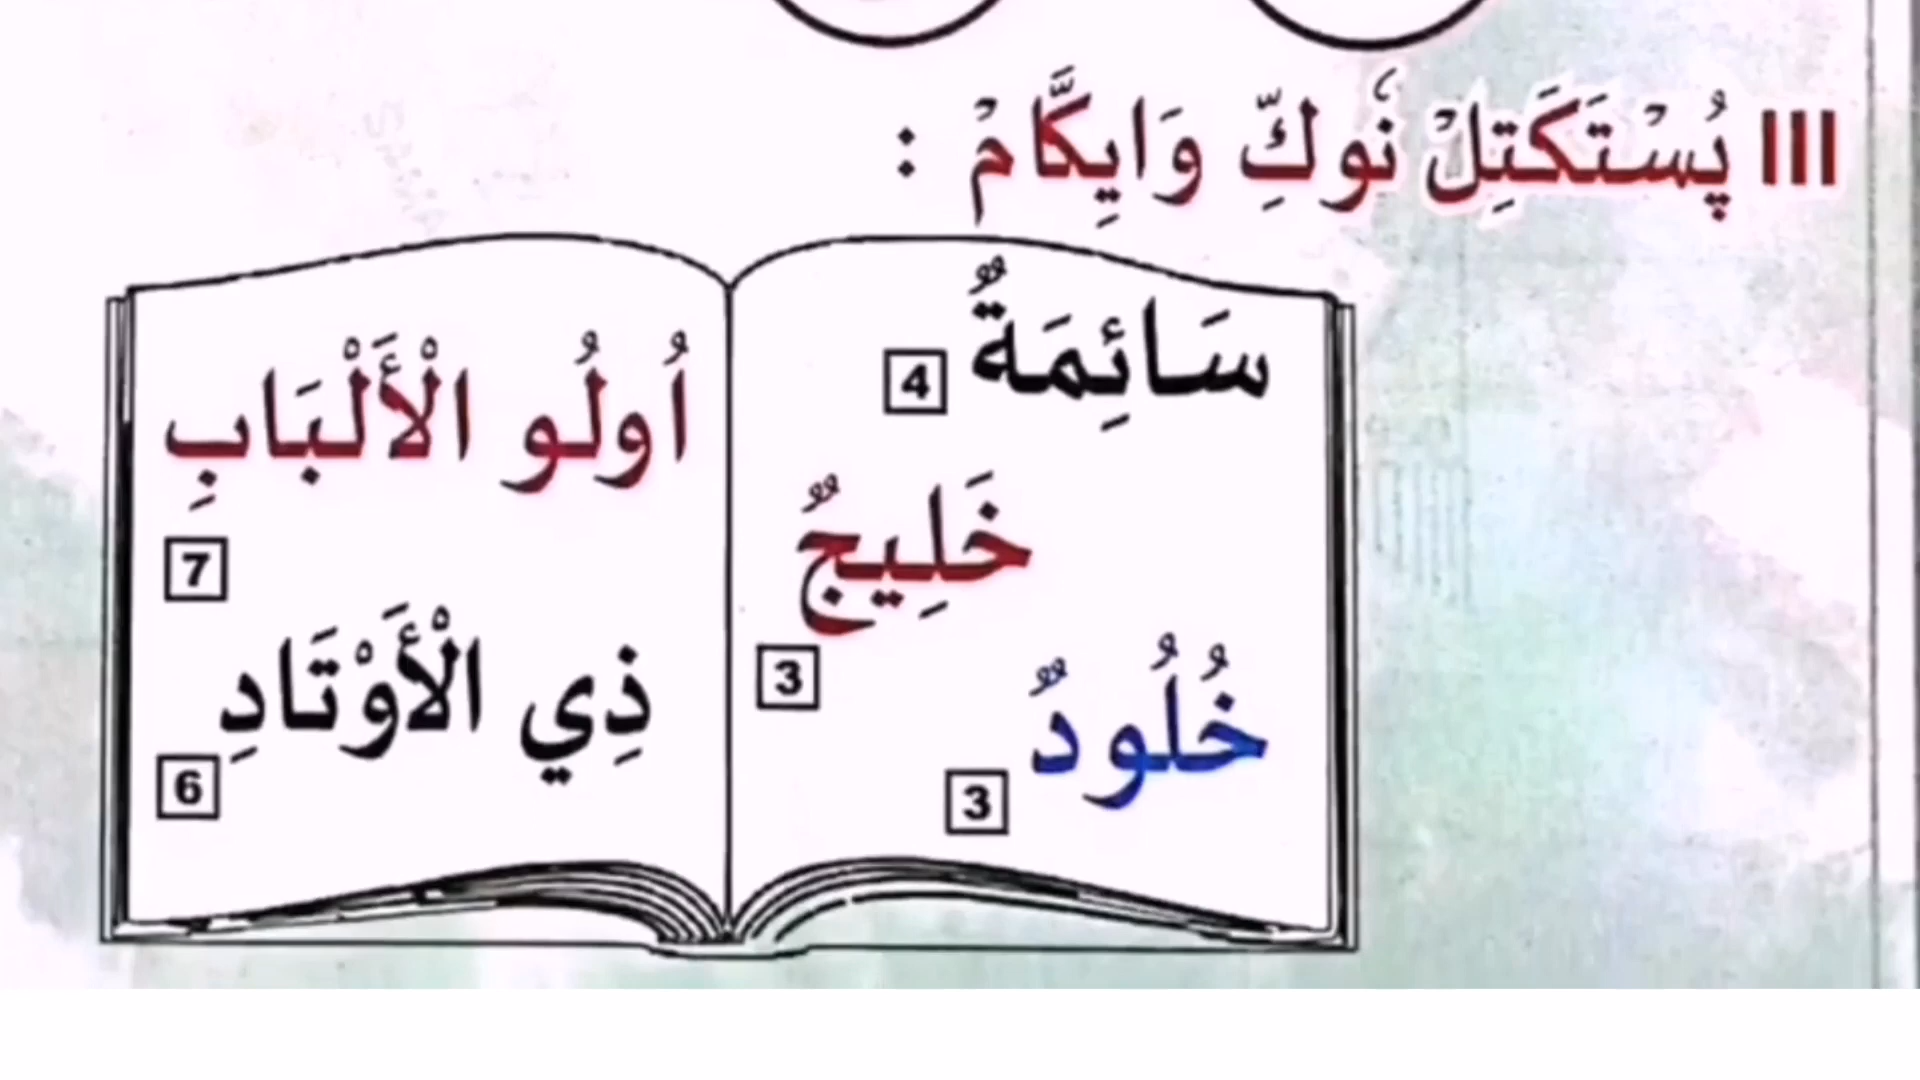 III پُسْتَكَتِلْ نٗوكِّ وَايِكَّامْ :
سَائِمَةٌ 4
خَلِيجٌ
3
خُلُودٌ
3
اُولُو الْأَلْبَابِ
7
ذِي الْأَوْتَادِ
6